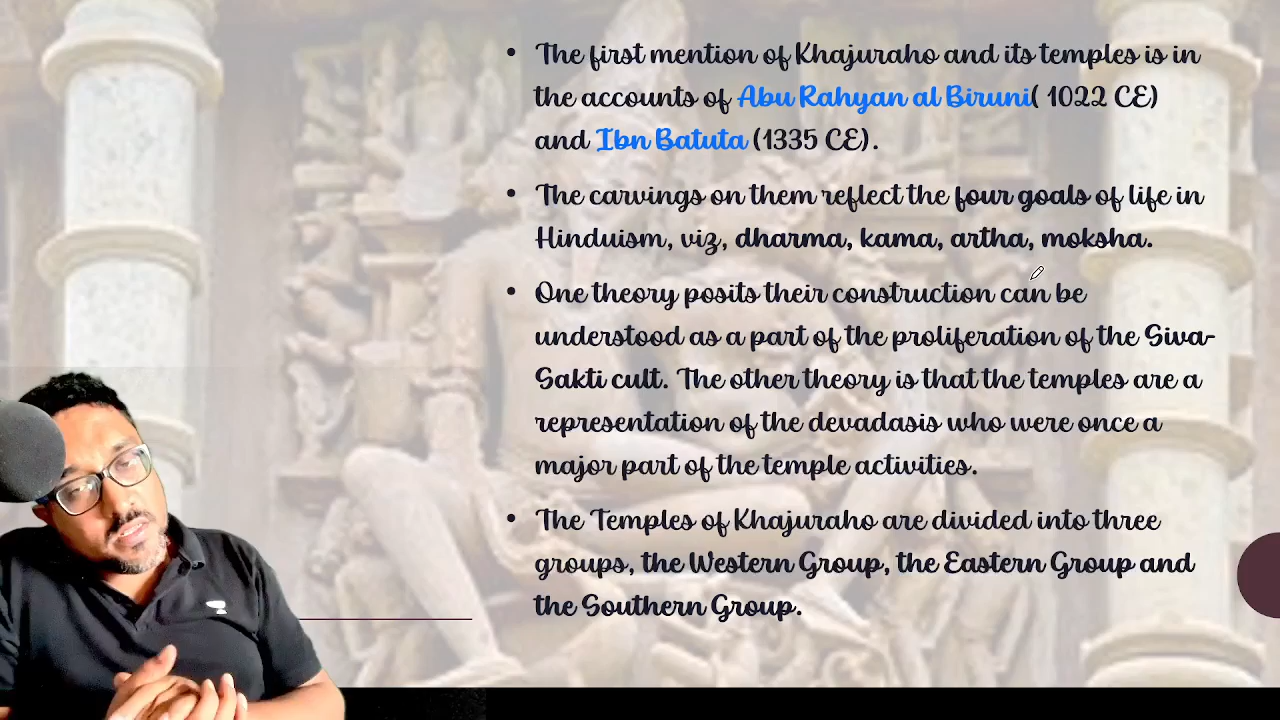 • The first mention of Khajuraho and its temples is in
the accounts of Abu Rahyan al Biruni( 1022 CE)
and Ibn Batuta (1335 CE).
• The carvings on them reflect the four goals of life in
Hinduism, viz, dharma, kama, artha, moksha.
• One theory posits their construction can be
understood as a part of the proliferation of the Siva-
Sakti cult. The other theory is that the temples are a
representation of the devadasis who were once a
major part of the temple activities.
• The Temples of Khajuraho are divided into three
groups, the Western Group, the Eastern Group and
the Southern Group.